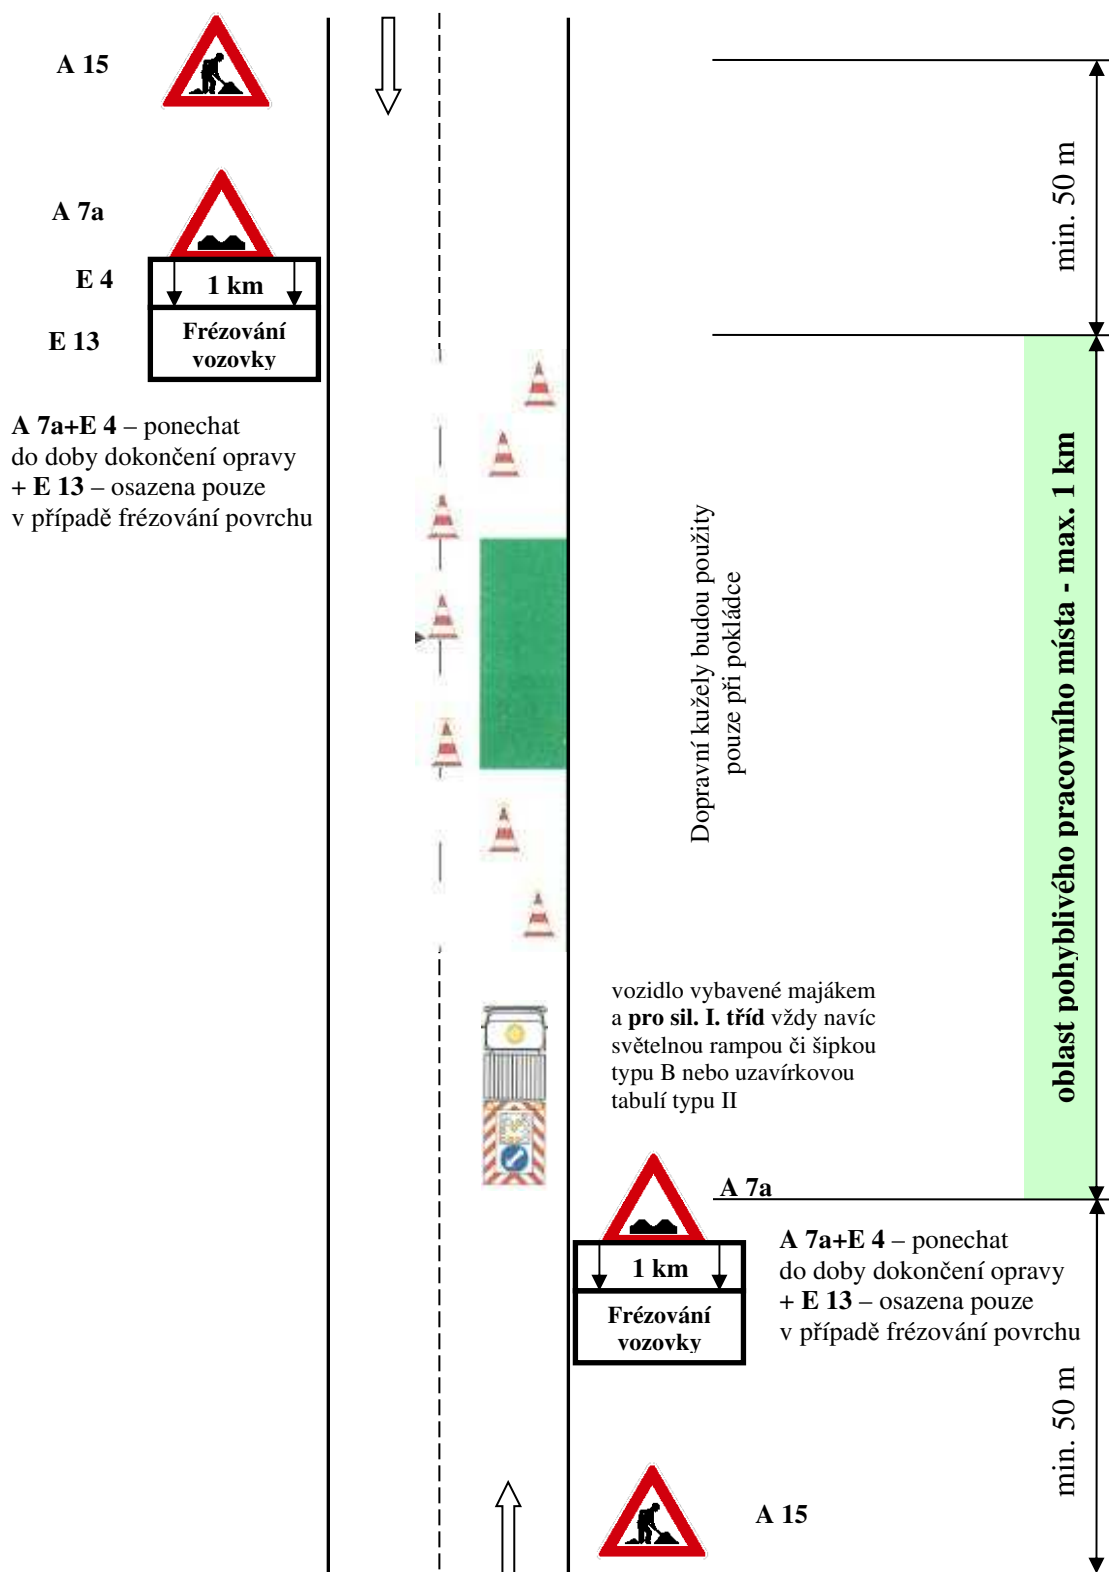 A 15
A 7a
E 4
1 km
E 13
Frézování
vozovky
A 7a+E 4 – ponechat
do doby dokončení opravy
+ E 13 – osazena pouze
v případě frézování povrchu
min. 50 m
Dopravní kužely budou použity
pouze při pokládce
oblast pohyblivého pracovního místa - max. 1 km
vozidlo vybavené majákem
a pro sil. I. tříd vždy navíc
světelnou rampou či šipkou
typu B nebo uzavírkovou
tabulí typu II
A 7a
1 km
Frézování
vozovky
A 7a+E 4 – ponechat
do doby dokončení opravy
+ E 13 – osazena pouze
v případě frézování povrchu
min. 50 m
A 15